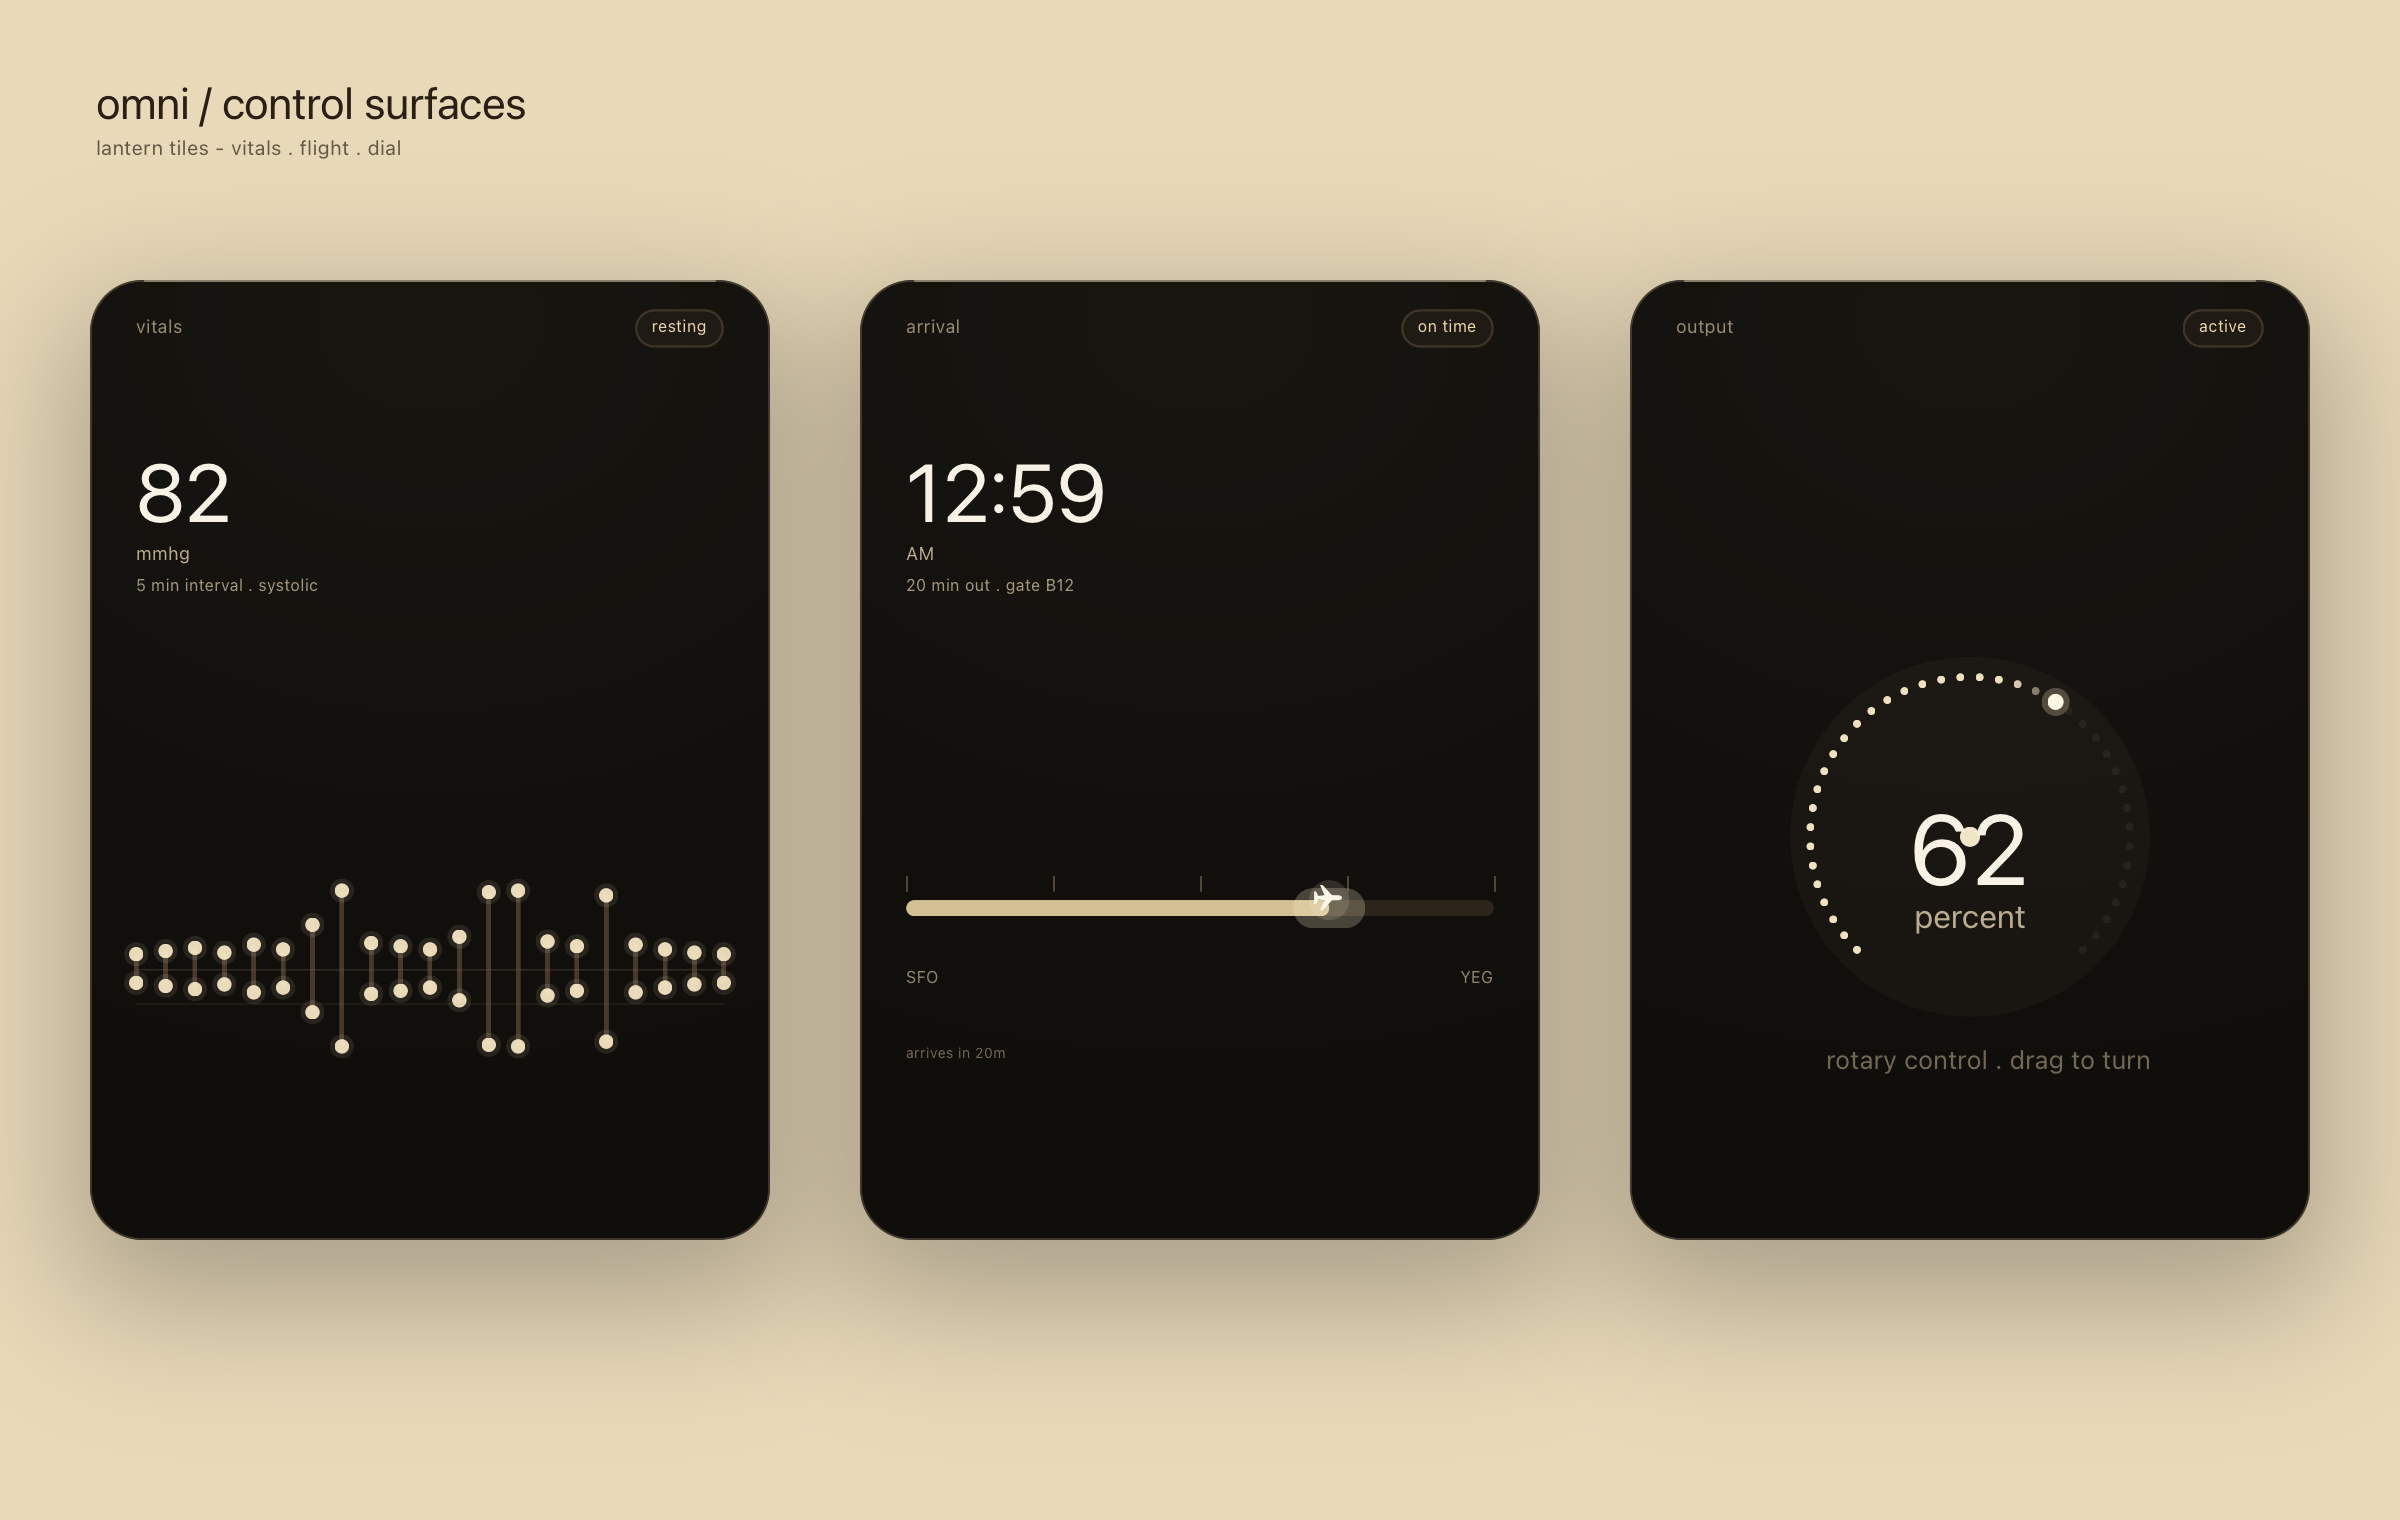 omni / control surfaces
lantern tiles - vitals . flight . dial
vitals
resting
82
mmhg
5 min interval . systolic
arrival
on time
12:59
AM
20 min out . gate B12
SFO
YEG
arrives in 20m
output
active
62
percent
rotary control . drag to turn